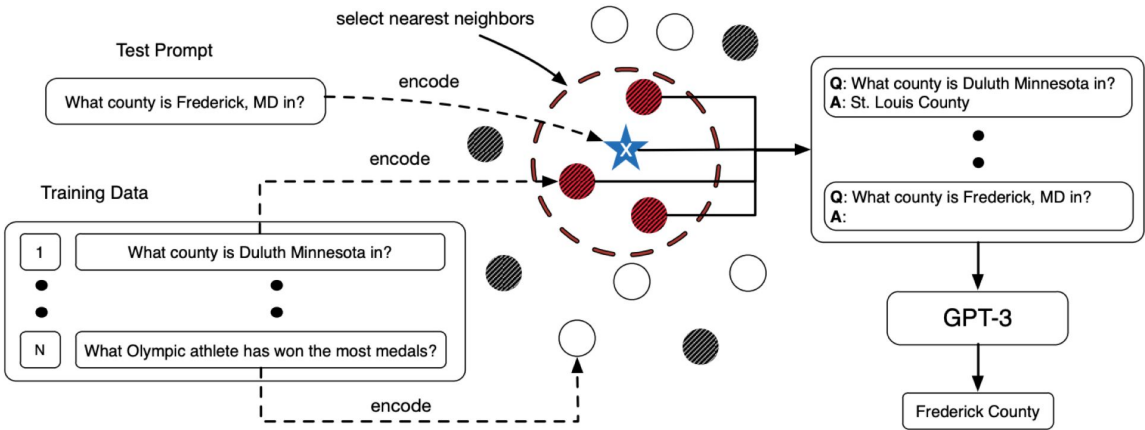 select nearest neighbors
Test Prompt
encode
What county is Frederick, MD in?
Q: What county is Duluth Minnesota in?
A: St. Louis County
X
encode
Training Data
Q: What county is Frederick, MD in?
A:
1
What county is Duluth Minnesota in?
GPT-3
N
What Olympic athlete has won the most medals?
encode
Frederick County